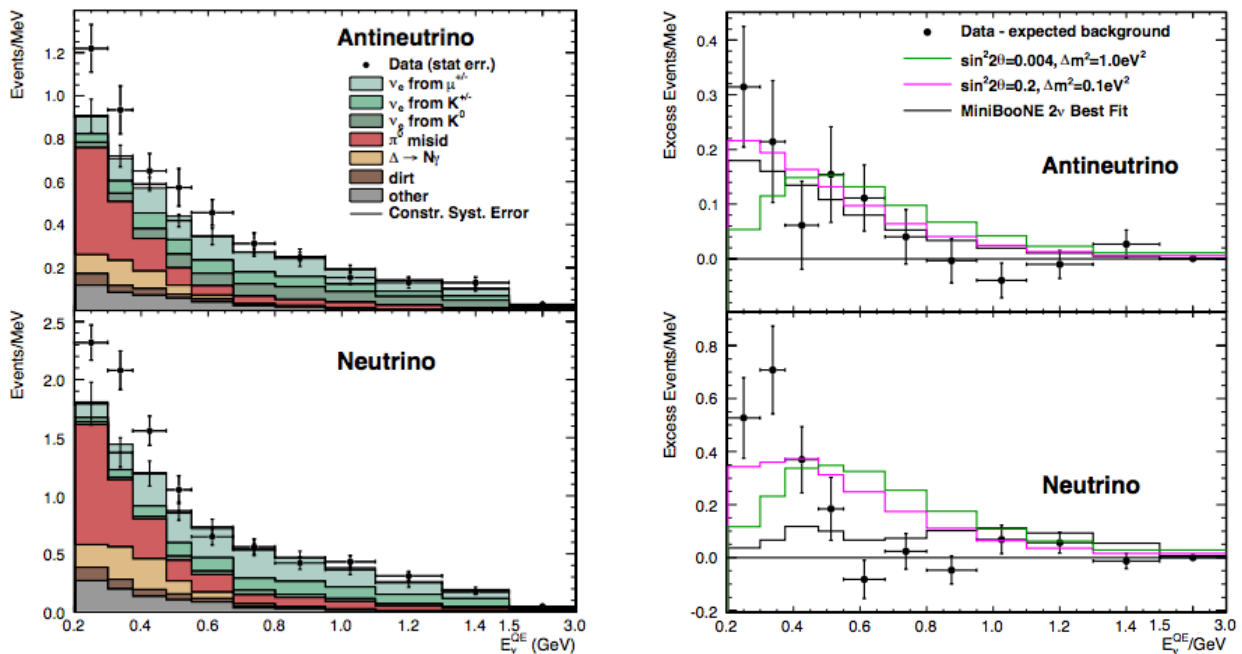 Events/MeV
1.2
1.0
0.8
0.6
0.4
0.2
Antineutrino
Data (stat err.)
νe from μ+/-
νe from K+/-
νe from K0
π0 misid
Δ → Nγ
dirt
other
Constr. Syst. Error
Events/MeV
2.5
2.0
1.5
1.0
0.5
0.0
Neutrino
0.2 0.4 0.6 0.8 1.0 1.2 1.4 1.5 3.0
EνQE (GeV)
Excess Events/MeV
0.4
0.3
0.2
0.1
0.0
-0.1
Data - expected background
sin²2θ=0.004, Δm²=1.0eV²
sin²2θ=0.2, Δm²=0.1eV²
MiniBooNE 2ν Best Fit
Antineutrino
Excess Events/MeV
0.8
0.6
0.4
0.2
0.0
-0.2
Neutrino
0.2 0.4 0.6 0.8 1.0 1.2 1.4 1.5 3.0
EνQE/GeV